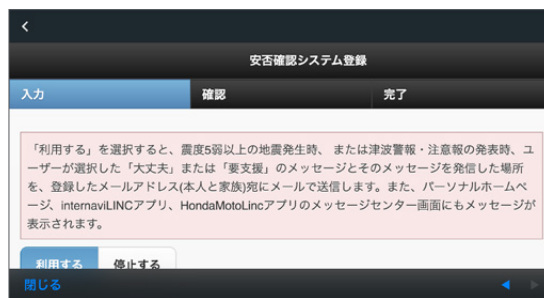 安否確認システム登録
入力 確認 完了
「利用する」を選択すると、震度5弱以上の地震発生時、 または津波警報・注意報の発表時、ユ
ーザーが選択した「大丈夫」または「要支援」のメッセージとそのメッセージを発信した場所
を、登録したメールアドレス(本人と家族)宛にメールで送信します。また、パーソナルホームペ
ージ、internaviLINCアプリ、HondaMotoLincアプリのメッセージセンター画面にもメッセージが
表示されます。
利用する 停止する
閉じる